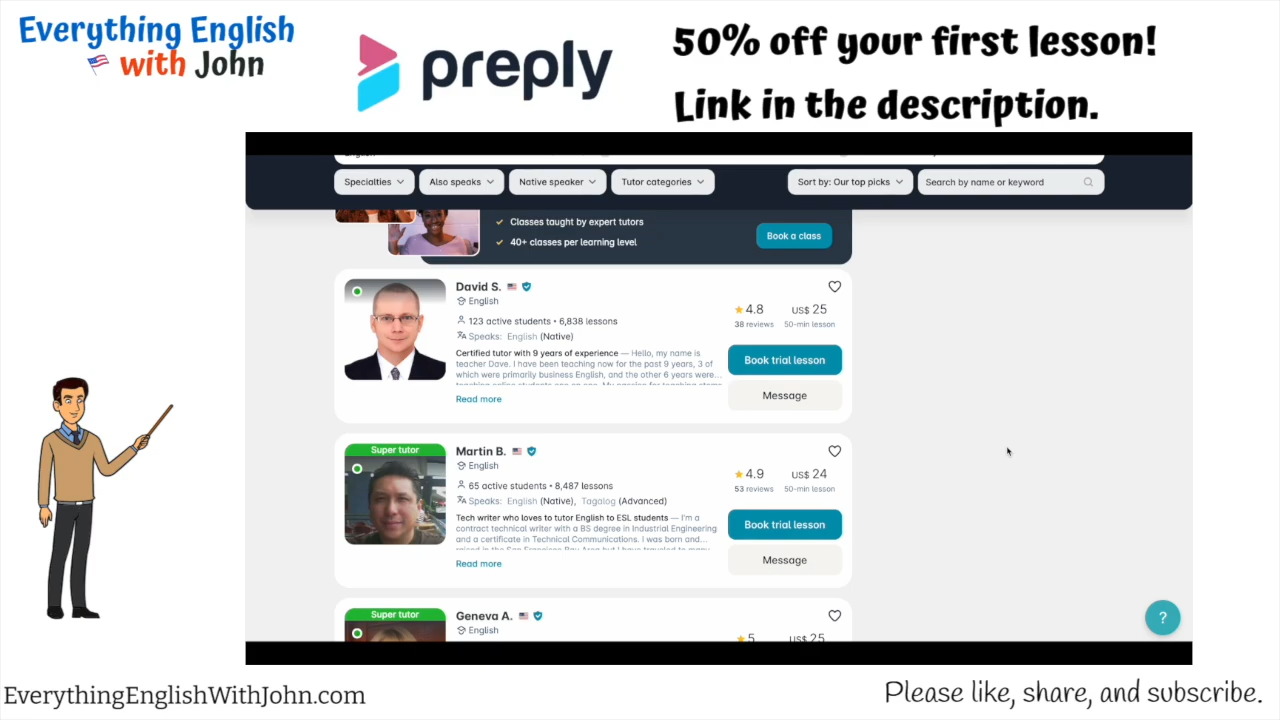 Everything English
with John
preply
50% off your first lesson!
Link in the description.
Specialties
Also speaks
Native speaker
Tutor categories
Sort by: Our top picks
Search by name or keyword
Classes taught by expert tutors
40+ classes per learning level
Book a class
David S.
English
123 active students • 6,838 lessons
Speaks: English (Native)
Certified tutor with 9 years of experience — Hello, my name is
teacher Dave. I have been teaching now for the past 9 years, 3 of
which were primarily business English, and the other 6 years were...
Read more
4.8
38 reviews
US$ 25
50-min lesson
Book trial lesson
Message
Super tutor
Martin B.
English
65 active students • 8,487 lessons
Speaks: English (Native), Tagalog (Advanced)
Tech writer who loves to tutor English to ESL students — I'm a
contract technical writer with a BS degree in Industrial Engineering
and a certificate in Technical Communications. I was born and...
Read more
4.9
53 reviews
US$ 24
50-min lesson
Book trial lesson
Message
Super tutor
Geneva A.
English
5
US$ 25
?
EverythingEnglishWithJohn.com
Please like, share, and subscribe.